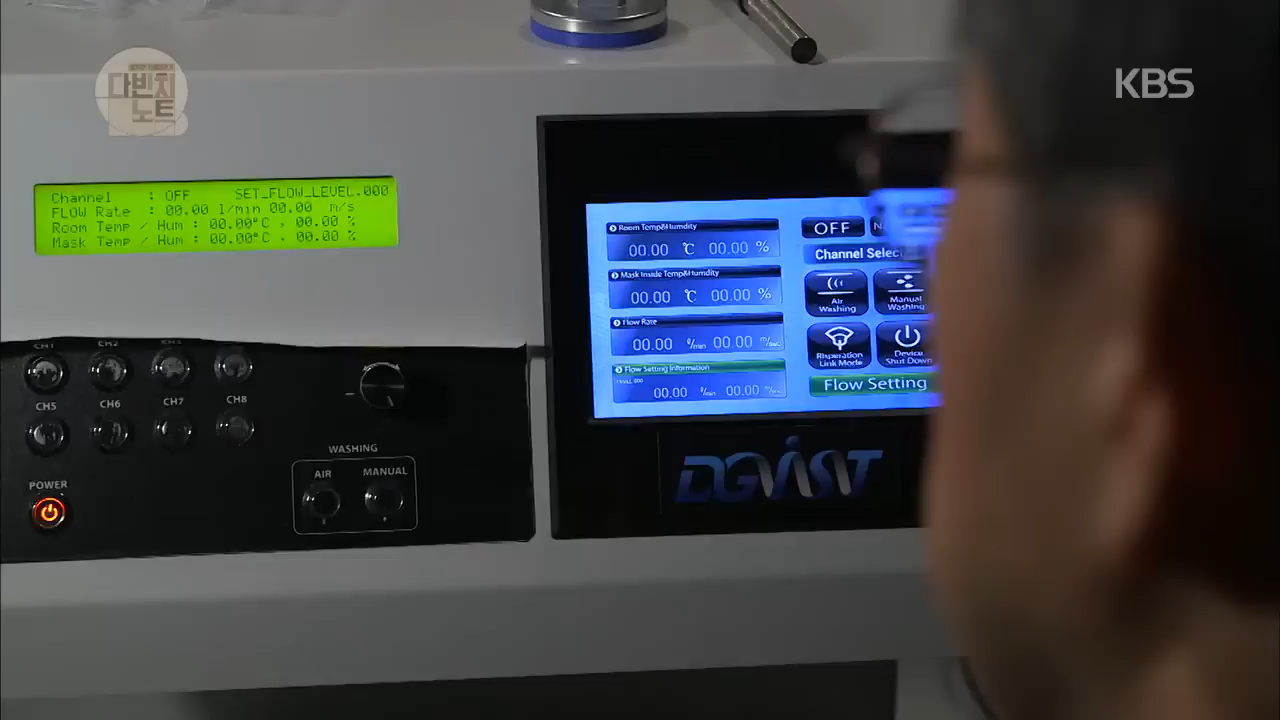 다빈치
노트
KBS
Channel : OFF SET_FLOW_LEVEL.000
FLOW Rate : 00.00 l/min 00.00 m/s
Room Temp / Hum : 00.00°C , 00.00 %
Mask Temp / Hum : 00.00°C , 00.00 %
Room Temp&Humidity
00.00 ℃ 00.00 %
Mask Inside Temp&Humidity
00.00 ℃ 00.00 %
Flow Rate
00.00 ℓ/min 00.00 m/sec
Flow Setting Information
00.00 ℓ/min 00.00
OFF
Channel Selec
Air
Washing
Manual
Washing
Rispiration
Link Mode
Device
Shut Down
Flow Setting
DGIST
CH1 CH2 CH3
CH5 CH6 CH7 CH8
POWER
WASHING
AIR MANUAL